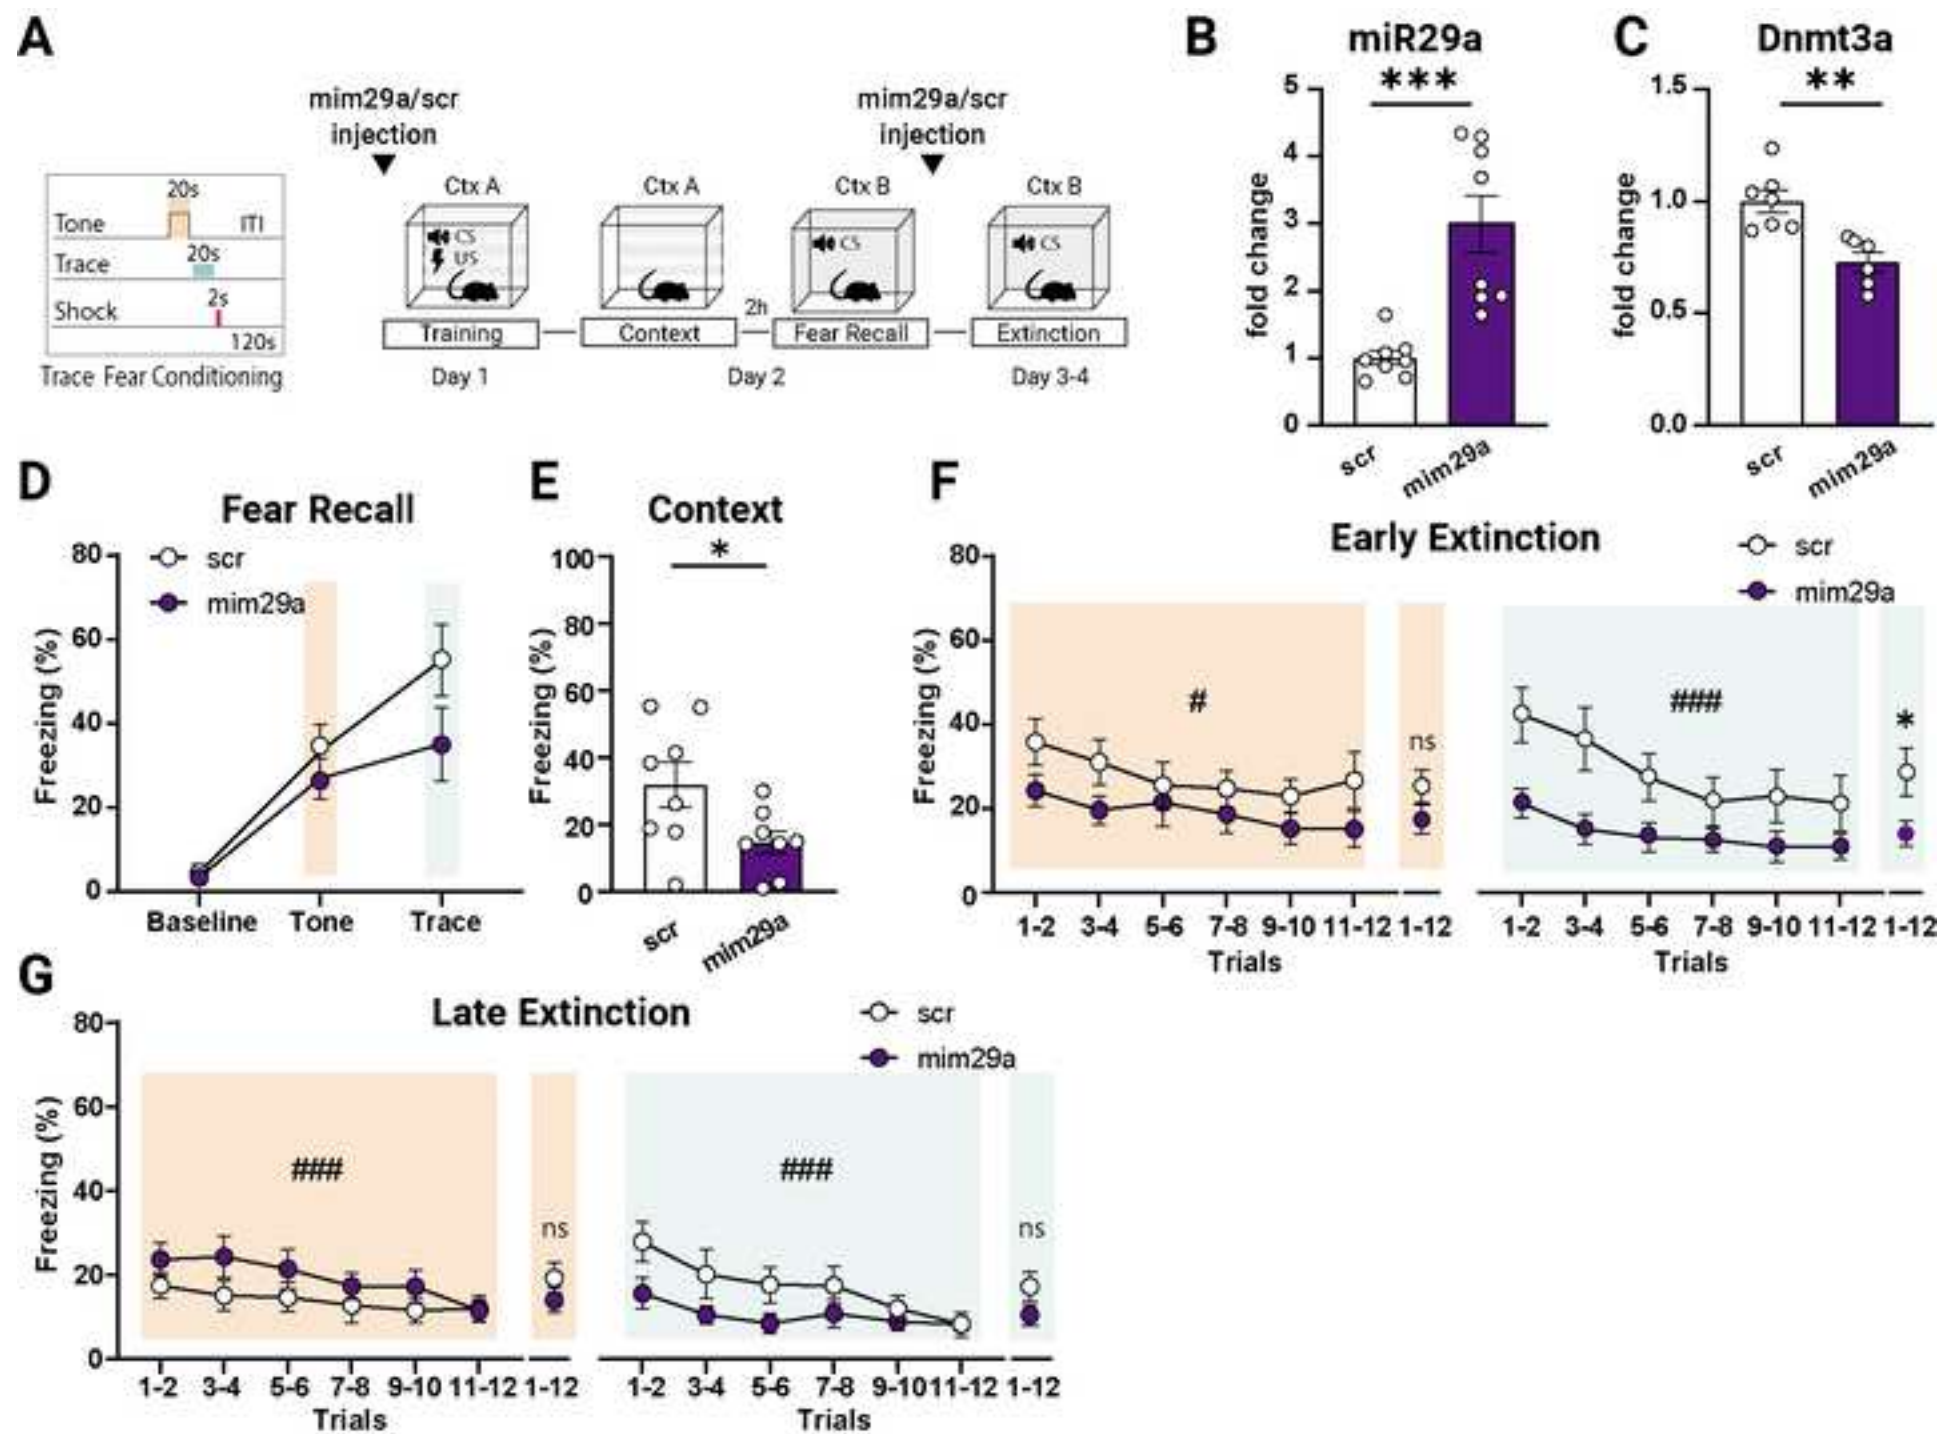 A
mim29a/scr
injection
mim29a/scr
injection
20s
Tone
ITI
20s
Trace
2s
Shock
120s
Trace Fear Conditioning
Ctx A
CS
US
Training
Day 1
Ctx A
Context
2h
Day 2
Ctx B
CS
Fear Recall
Ctx B
CS
Extinction
Day 3-4
B
miR29a
***
fold change
5
4
3
2
1
0
scr
mim29a
C
Dnmt3a
**
fold change
1.5
1.0
0.5
0.0
scr
mim29a
D
Fear Recall
scr
mim29a
Freezing (%)
80
60
40
20
0
Baseline Tone Trace
E
Context
*
Freezing (%)
100
80
60
40
20
0
scr
mim29a
F
Early Extinction
scr
mim29a
Freezing (%)
80
60
40
20
0
#
ns
###
*
1-2 3-4 5-6 7-8 9-10 11-12 1-12
Trials
1-2 3-4 5-6 7-8 9-10 11-12 1-12
Trials
G
Late Extinction
scr
mim29a
Freezing (%)
80
60
40
20
0
###
ns
###
ns
1-2 3-4 5-6 7-8 9-10 11-12 1-12
Trials
1-2 3-4 5-6 7-8 9-10 11-12 1-12
Trials